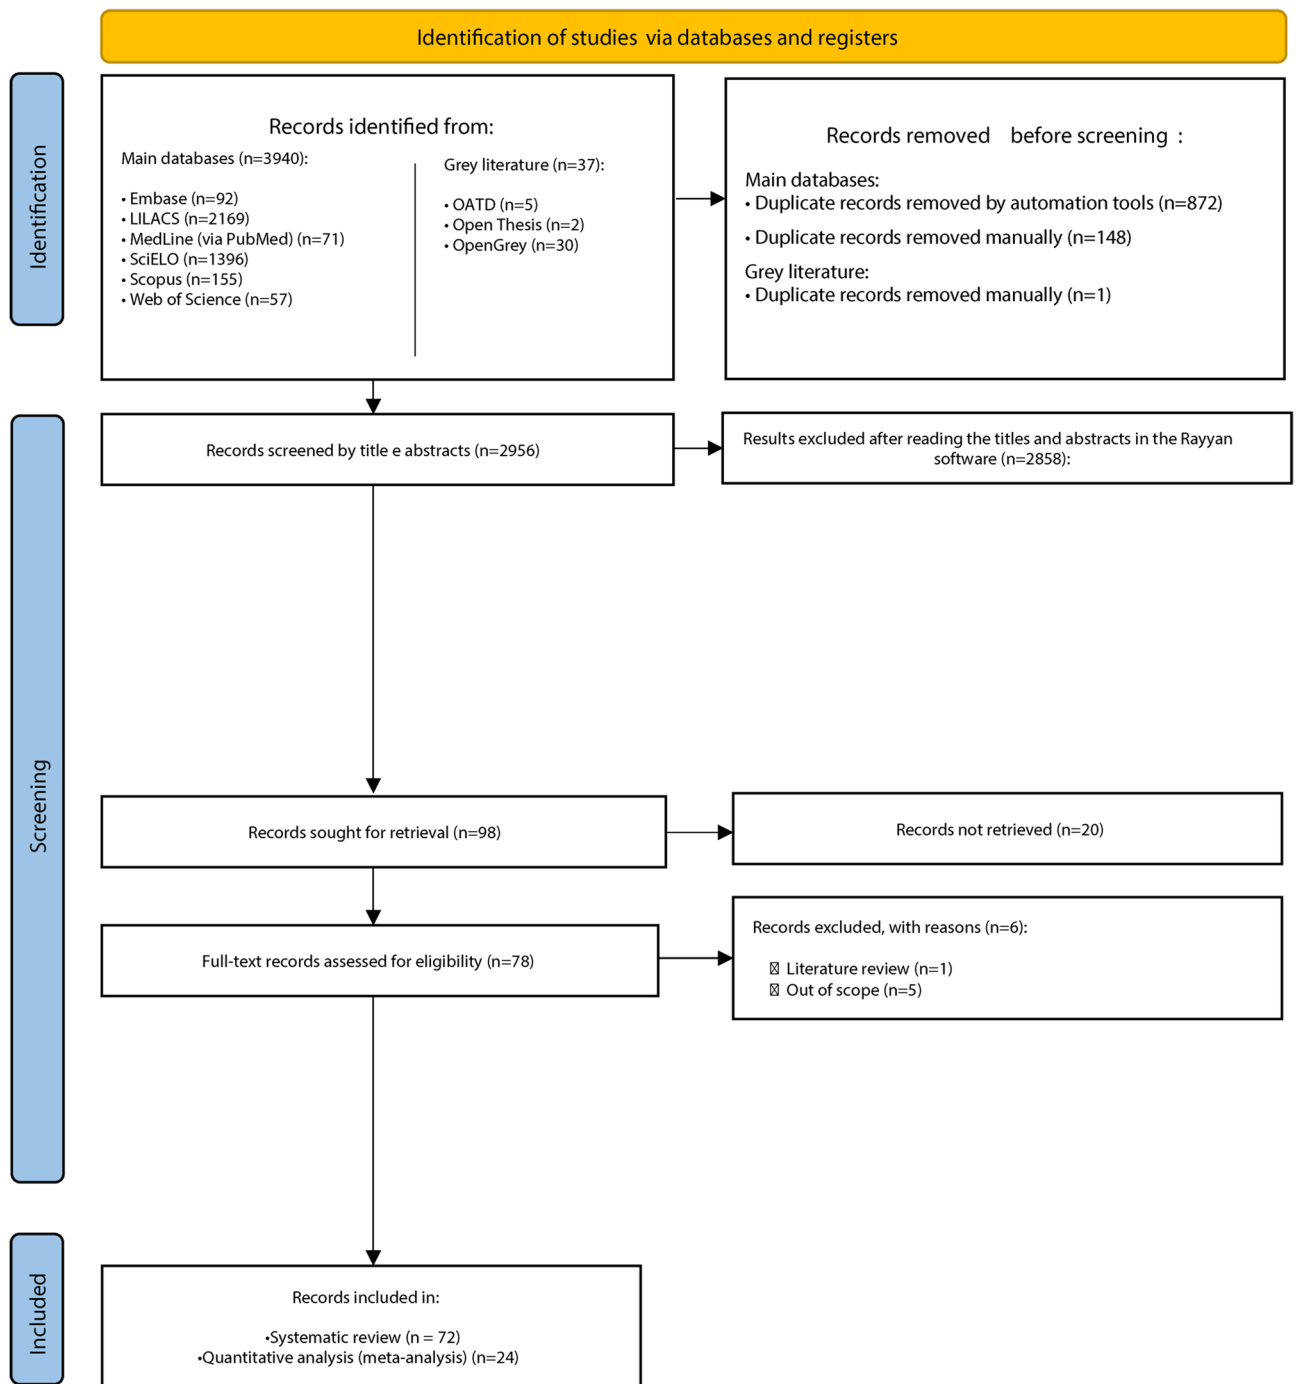 Identification of studies via databases and registers
Identification
Records identified from:
Main databases (n=3940):
• Embase (n=92)
• LILACS (n=2169)
• MedLine (via PubMed) (n=71)
• SciELO (n=1396)
• Scopus (n=155)
• Web of Science (n=57)
Grey literature (n=37):
• OATD (n=5)
• Open Thesis (n=2)
• OpenGrey (n=30)
Records removed before screening :
Main databases:
• Duplicate records removed by automation tools (n=872)
• Duplicate records removed manually (n=148)
Grey literature:
• Duplicate records removed manually (n=1)
Screening
Records screened by title e abstracts (n=2956)
Results excluded after reading the titles and abstracts in the Rayyan
software (n=2858):
Records sought for retrieval (n=98)
Records not retrieved (n=20)
Full-text records assessed for eligibility (n=78)
Records excluded, with reasons (n=6):
Literature review (n=1)
Out of scope (n=5)
Included
Records included in:
•Systematic review (n = 72)
•Quantitative analysis (meta-analysis) (n=24)